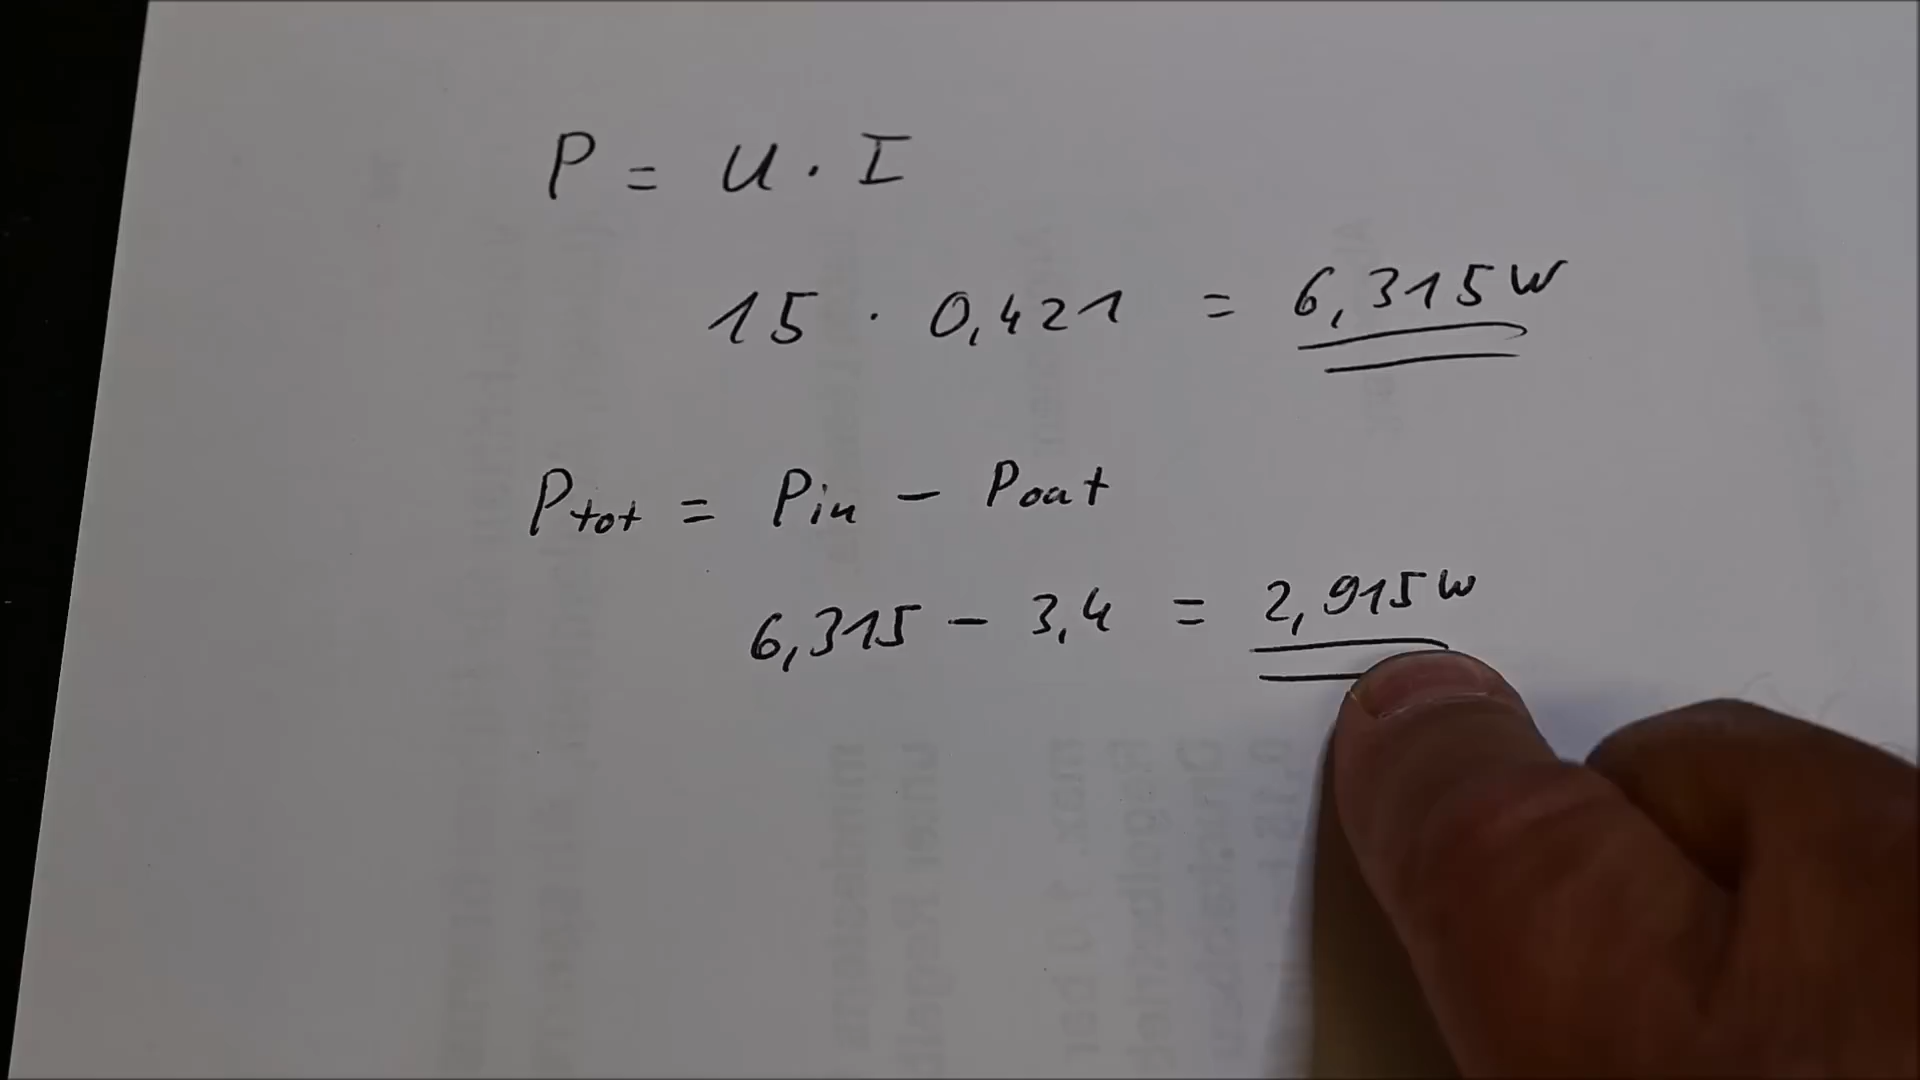 P = U · I
15 · 0,421 = 6,315 W
Ptot = Pin - Pout
6,315 - 3,4 = 2,915 W